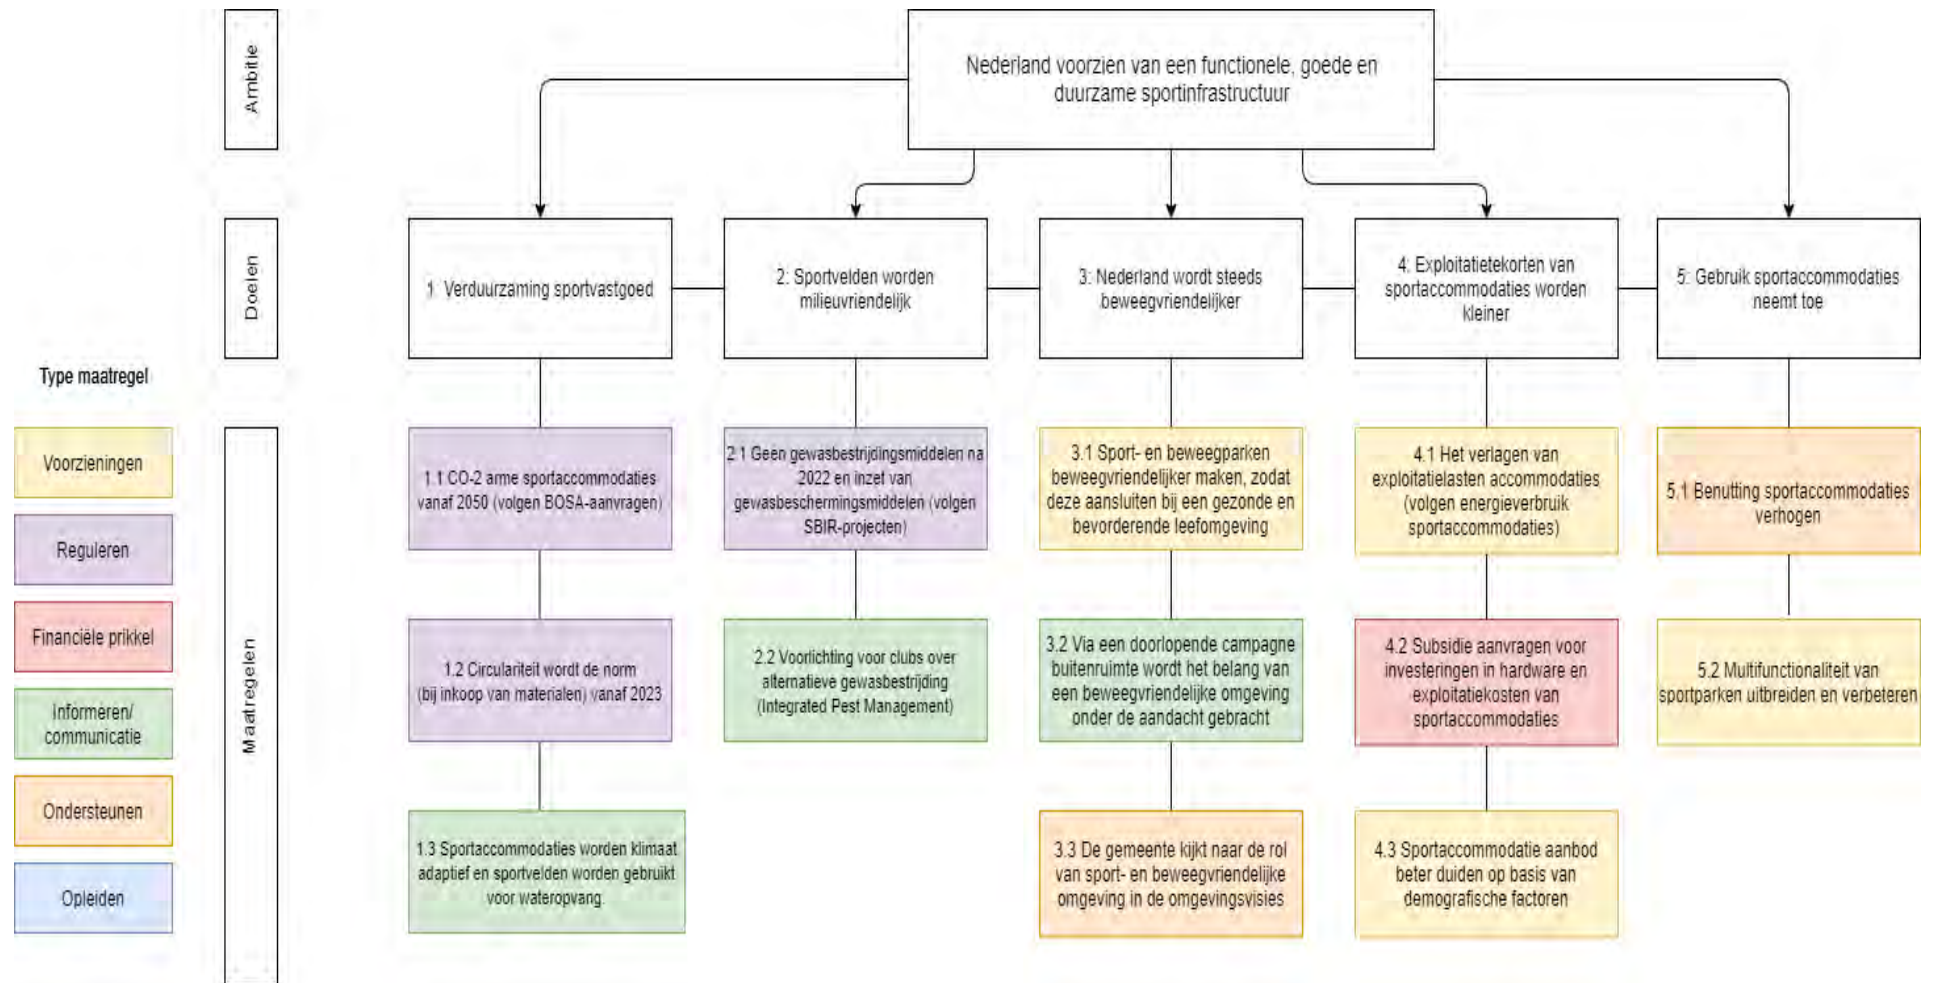 Ambitie
Nederland voorzien van een functionele, goede en
duurzame sportinfrastructuur
Doelen
1. Verduurzaming sportvastgoed
2: Sportvelden worden
milieuvriendelijk
3: Nederland wordt steeds
beweegvriendelijker
4: Exploitatietekorten van
sportaccommodaties worden
kleiner
5: Gebruik sportaccommodaties
neemt toe
Type maatregel
Voorzieningen
Reguleren
Financiële prikkel
Informeren/
communicatie
Ondersteunen
Opleiden
Maatregelen
1.1 CO-2 arme sportaccommodaties
vanaf 2050 (volgen BOSA-aanvragen)
1.2 Circulariteit wordt de norm
(bij inkoop van materialen) vanaf 2023
1.3 Sportaccommodaties worden klimaat
adaptief en sportvelden worden gebruikt
voor wateropvang.
2.1 Geen gewasbestrijdingsmiddelen na
2022 en inzet van
gewasbeschermingsmiddelen (volgen
SBIR-projecten)
2.2 Voorlichting voor clubs over
alternatieve gewasbestrijding
(Integrated Pest Management)
3.1 Sport- en beweegparken
beweegvriendelijker maken, zodat
deze aansluiten bij een gezonde en
bevorderende leefomgeving
3.2 Via een doorlopende campagne
buitenruimte wordt het belang van
een beweegvriendelijke omgeving
onder de aandacht gebracht
3.3 De gemeente kijkt naar de rol
van sport- en beweegvriendelijke
omgeving in de omgevingsvisies
4.1 Het verlagen van
exploitatielasten accommodaties
(volgen energieverbruik
sportaccommodaties)
4.2 Subsidie aanvragen voor
investeringen in hardware en
exploitatiekosten van
sportaccommodaties
4.3 Sportaccommodatie aanbod
beter duiden op basis van
demografische factoren
5.1 Benutting sportaccommodaties
verhogen
5.2 Multifunctionaliteit van
sportparken uitbreiden en verbeteren